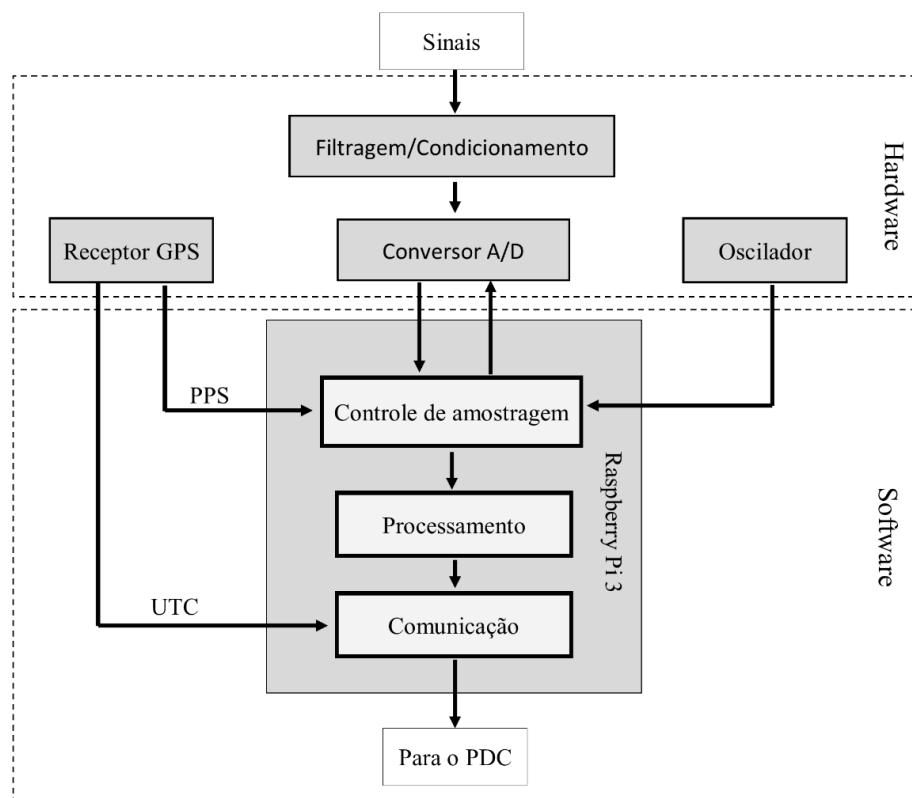 Sinais
Hardware
Filtragem/Condicionamento
Receptor GPS
Conversor A/D
Oscilador
PPS
Controle de amostragem
Raspberry Pi 3
Software
Processamento
UTC
Comunicação
Para o PDC